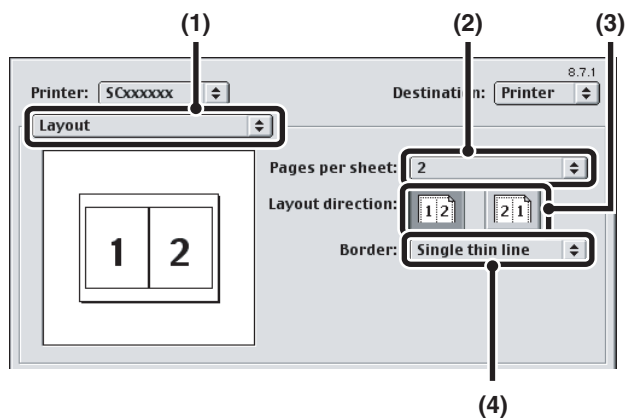 (1) (2) (3)
8.7.1
Printer: SCxxxxxx Destination: Printer
Layout
Pages per sheet: 2
Layout direction: 1 2 2 1
1 2
Border: Single thin line
(4)